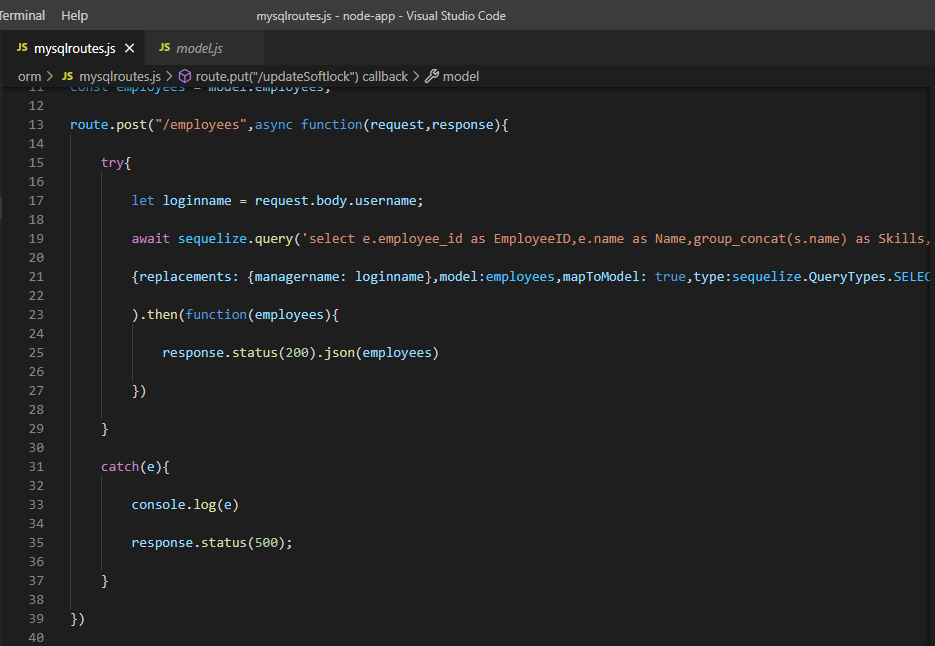 Terminal Help mysqlroutes.js - node-app - Visual Studio Code
JS mysqlroutes.js × JS model.js
orm > JS mysqlroutes.js > route.put("/updateSoftlock") callback > model
11 const employees = model.employees;
12
13 route.post("/employees",async function(request,response){
14
15 try{
16
17 let loginname = request.body.username;
18
19 await sequelize.query('select e.employee_id as EmployeeID,e.name as Name,group_concat(s.name) as Skills,
20
21 {replacements: {managername: loginname},model:employees,mapToModel: true,type:sequelize.QueryTypes.SELEC
22
23 ).then(function(employees){
24
25 response.status(200).json(employees)
26
27 })
28
29 }
30
31 catch(e){
32
33 console.log(e)
34
35 response.status(500);
36
37 }
38
39 })
40